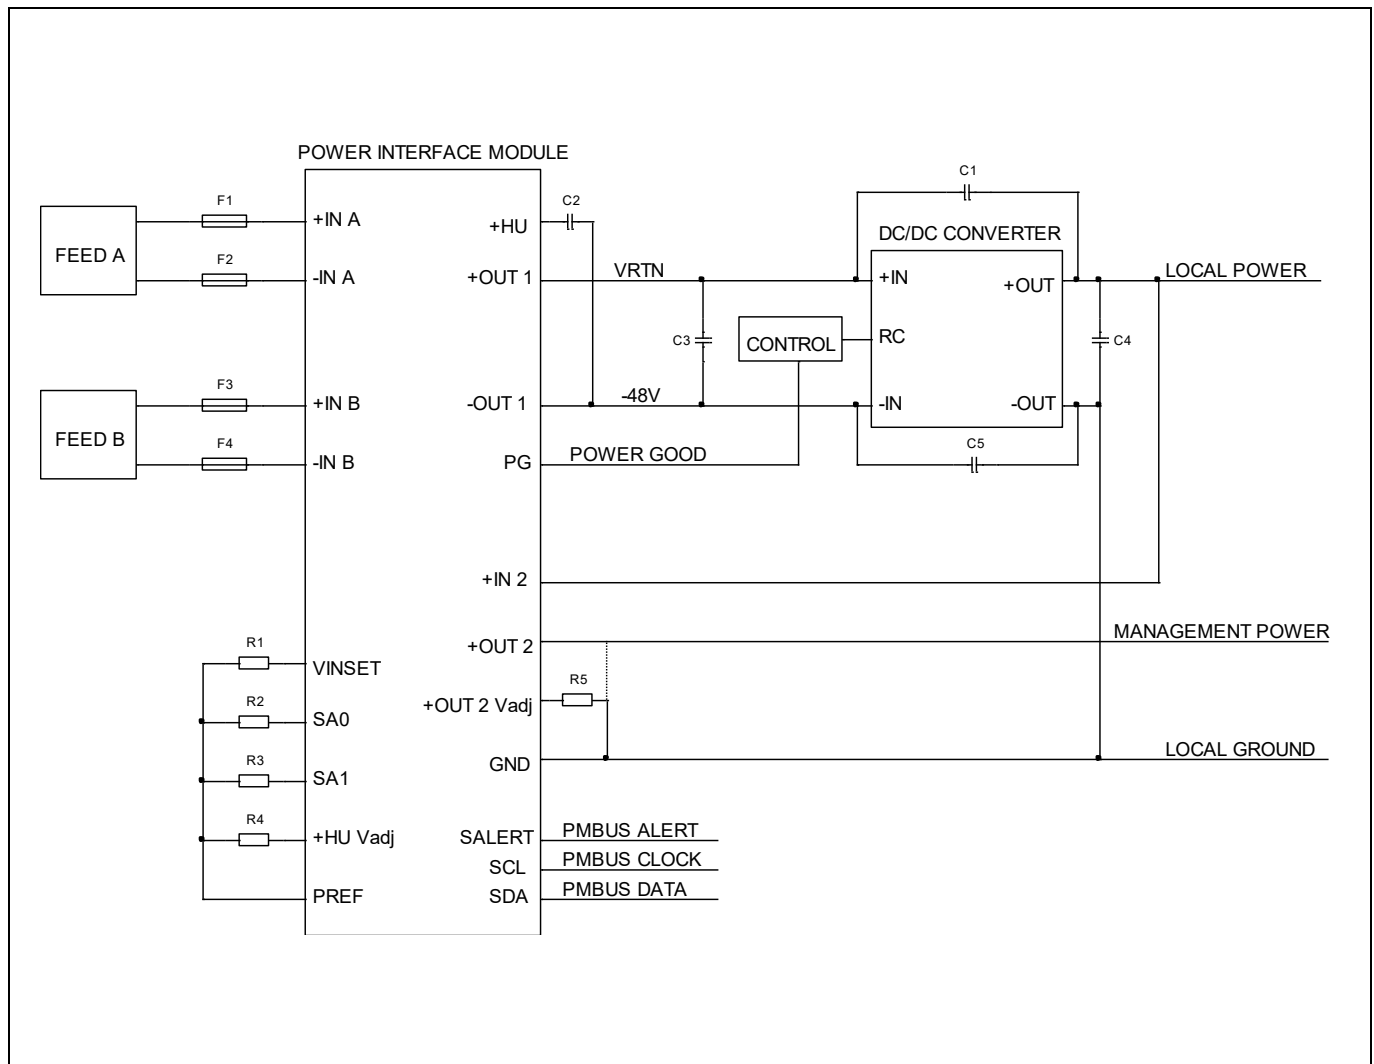 POWER INTERFACE MODULE
FEED A
F1
F2
+IN A
-IN A
+HU
C2
+OUT 1
VRTN
C1
DC/DC CONVERTER
+IN
+OUT
LOCAL POWER
C3
CONTROL
RC
C4
FEED B
F3
F4
+IN B
-IN B
-OUT 1
-48V
-IN
-OUT
PG
POWER GOOD
C5
+IN 2
+OUT 2
MANAGEMENT POWER
R1
VINSET
R5
+OUT 2 Vadj
R2
SA0
GND
LOCAL GROUND
R3
SA1
R4
+HU Vadj
SALERT
PMBUS ALERT
SCL
PMBUS CLOCK
PREF
SDA
PMBUS DATA